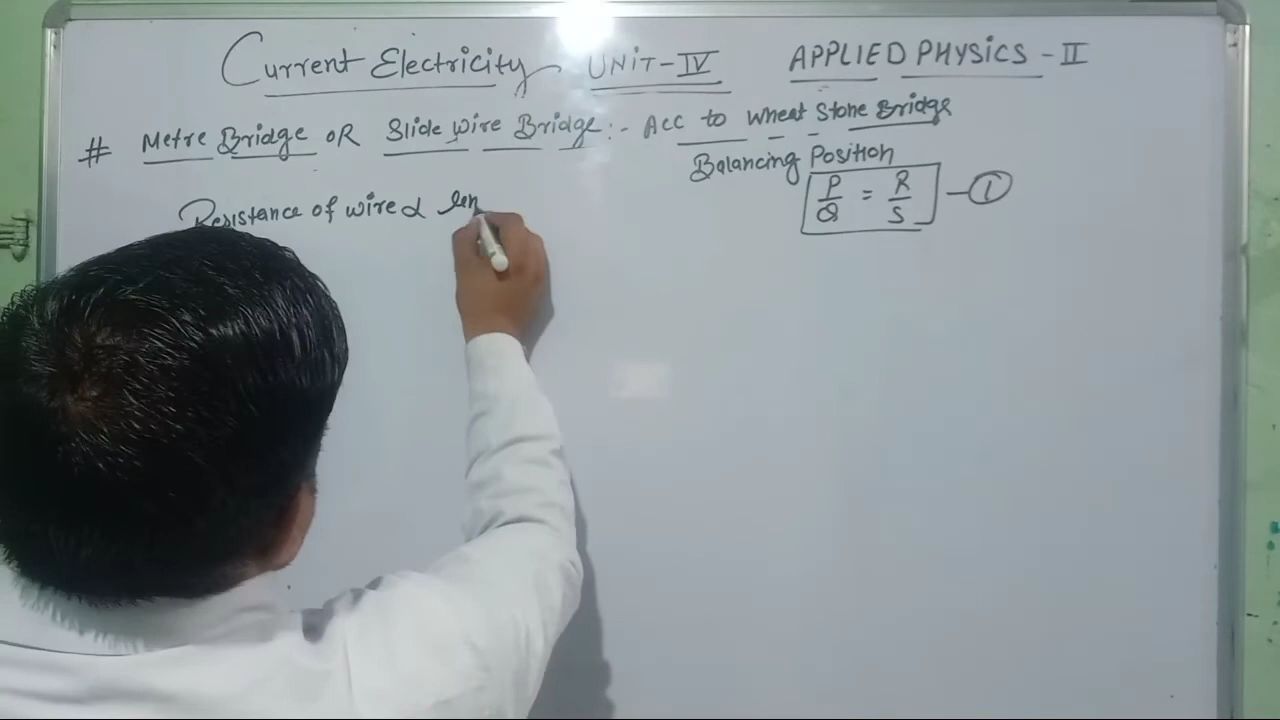 Current Electricity UNiT-IV APPLIED PHYSICS - II
# Metre Bridge OR Slide Wire Bridge :- Acc to Wheat Stone Bridge
Balancing Position
P/Q = R/S - 1
Resistance of wire α len